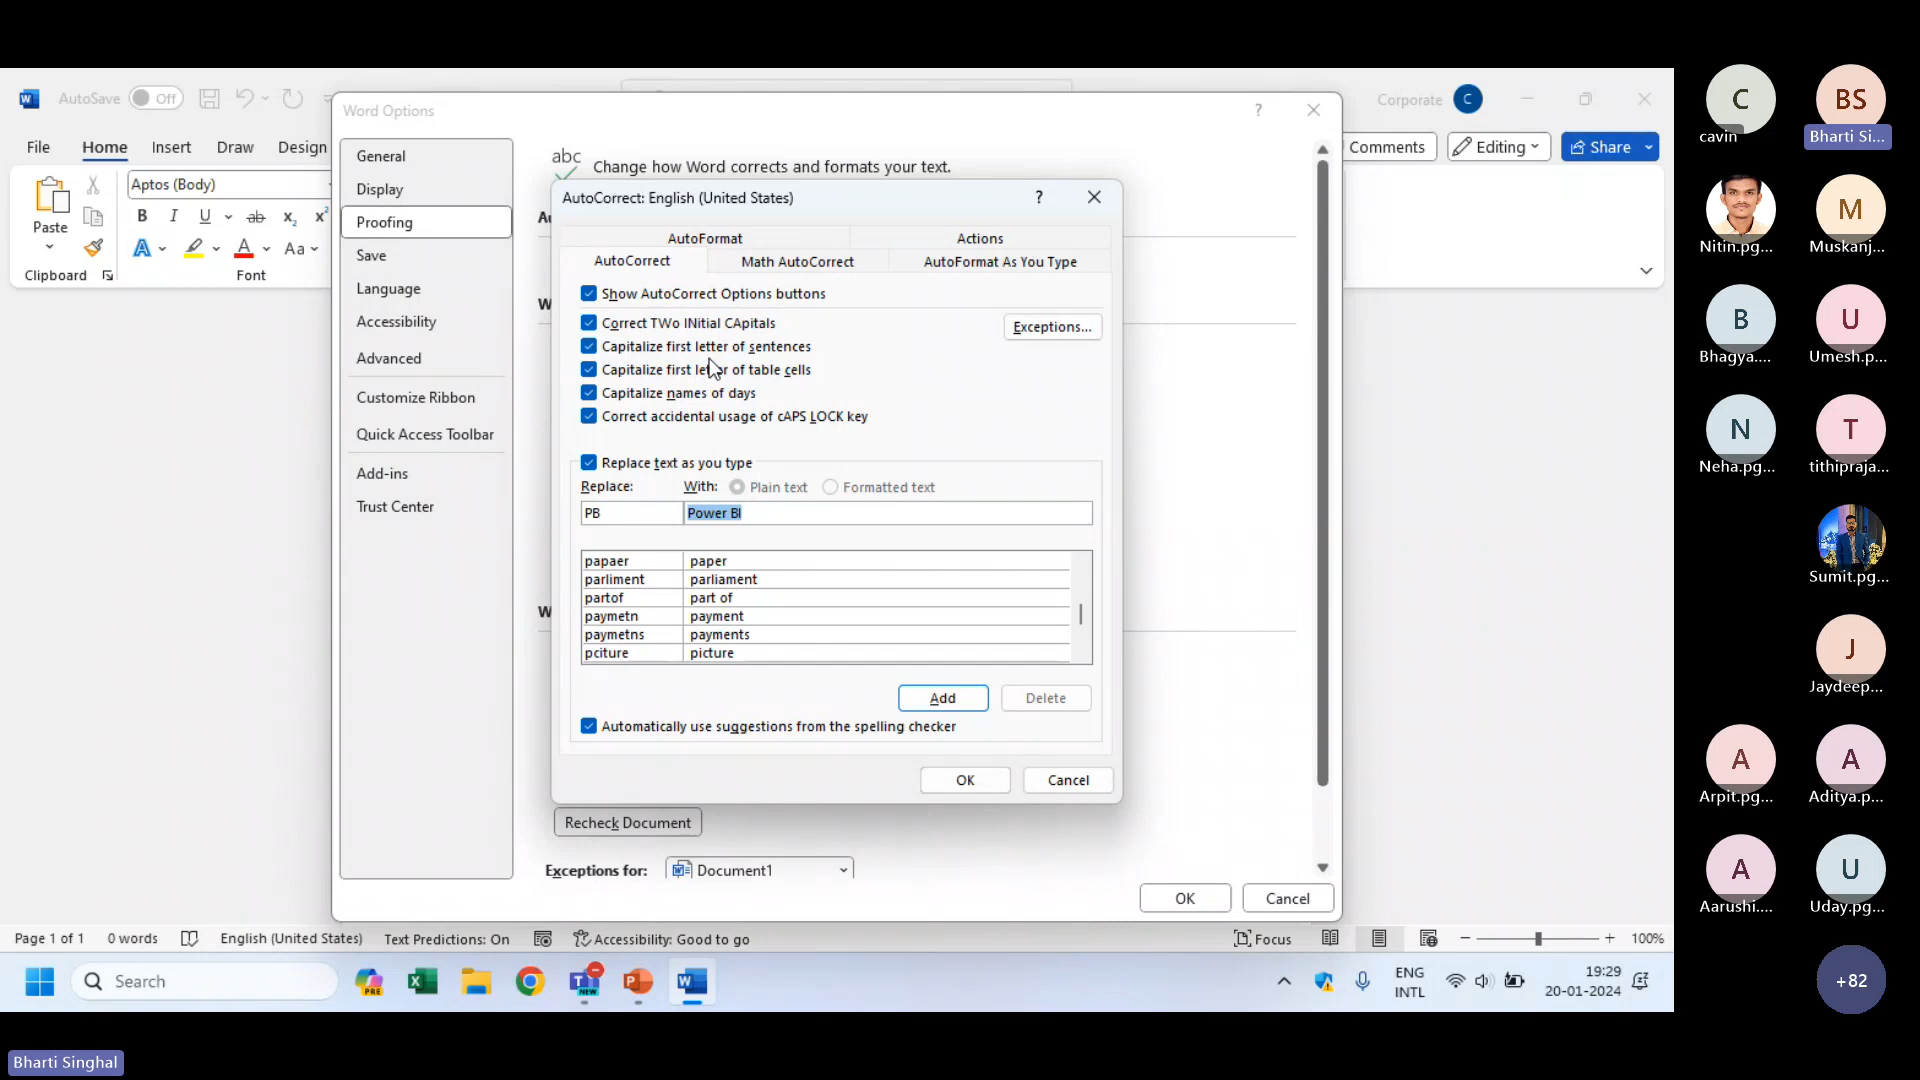 AutoSave Off
Corporate C
Word Options
File Home Insert Draw Design
Comments Editing Share
Paste
Clipboard
Aptos (Body)
B I U ab x2 x2
A A Aa
Font
General
Display
Proofing
Save
Language
Accessibility
Advanced
Customize Ribbon
Quick Access Toolbar
Add-ins
Trust Center
abc
Change how Word corrects and formats your text.
AutoCorrect: English (United States) ?
AutoFormat Actions
AutoCorrect Math AutoCorrect AutoFormat As You Type
Show AutoCorrect Options buttons
Correct TWo INitial CApitals
Exceptions...
Capitalize first letter of sentences
Capitalize first letter of table cells
Capitalize names of days
Correct accidental usage of cAPS LOCK key
Replace text as you type
Replace: With: Plain text Formatted text
PB Power BI
papaer paper
parliment parliament
partof part of
paymetn payment
paymetns payments
pciture picture
Add Delete
Automatically use suggestions from the spelling checker
OK Cancel
Recheck Document
Exceptions for: Document1
OK Cancel
Page 1 of 1 0 words English (United States) Text Predictions: On Accessibility: Good to go Focus 100%
Search
PRE
NEW
ENG
INTL
19:29
20-01-2024
C
cavin
BS
Bharti Si...
Nitin.pg...
M
Muskanj...
B
Bhagya....
U
Umesh.p...
N
Neha.pg...
T
tithipraja...
Sumit.pg...
J
Jaydeep...
A
Arpit.pg...
A
Aditya.p...
A
Aarushi....
U
Uday.pg...
+82
Bharti Singhal